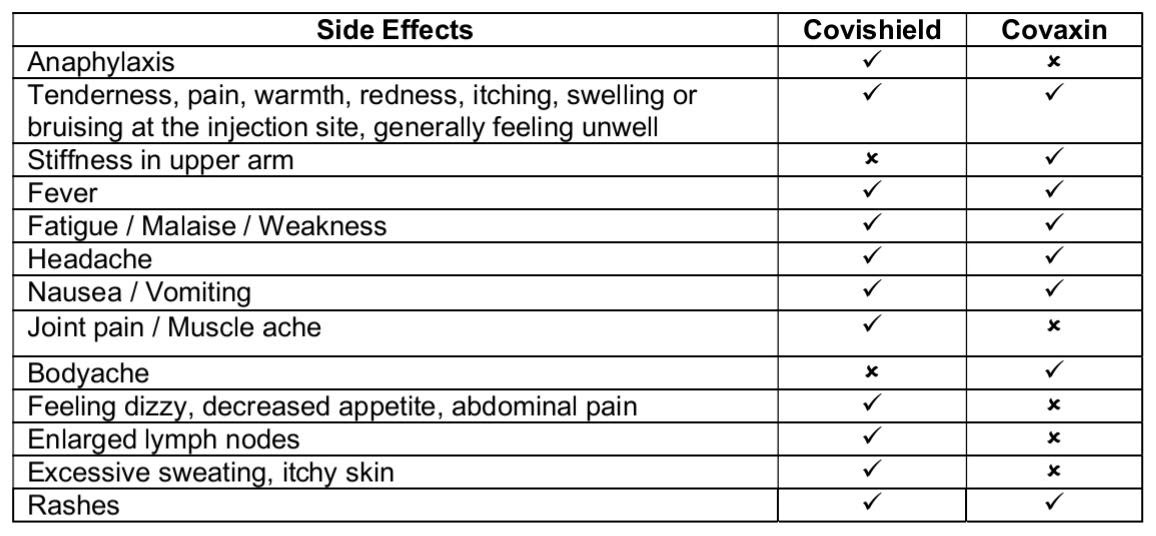 Side Effects Covishield Covaxin
Anaphylaxis ✓ ×
Tenderness, pain, warmth, redness, itching, swelling or ✓ ✓
bruising at the injection site, generally feeling unwell
Stiffness in upper arm × ✓
Fever ✓ ✓
Fatigue / Malaise / Weakness ✓ ✓
Headache ✓ ✓
Nausea / Vomiting ✓ ✓
Joint pain / Muscle ache ✓ ×
Bodyache × ✓
Feeling dizzy, decreased appetite, abdominal pain ✓ ×
Enlarged lymph nodes ✓ ×
Excessive sweating, itchy skin ✓ ×
Rashes ✓ ✓